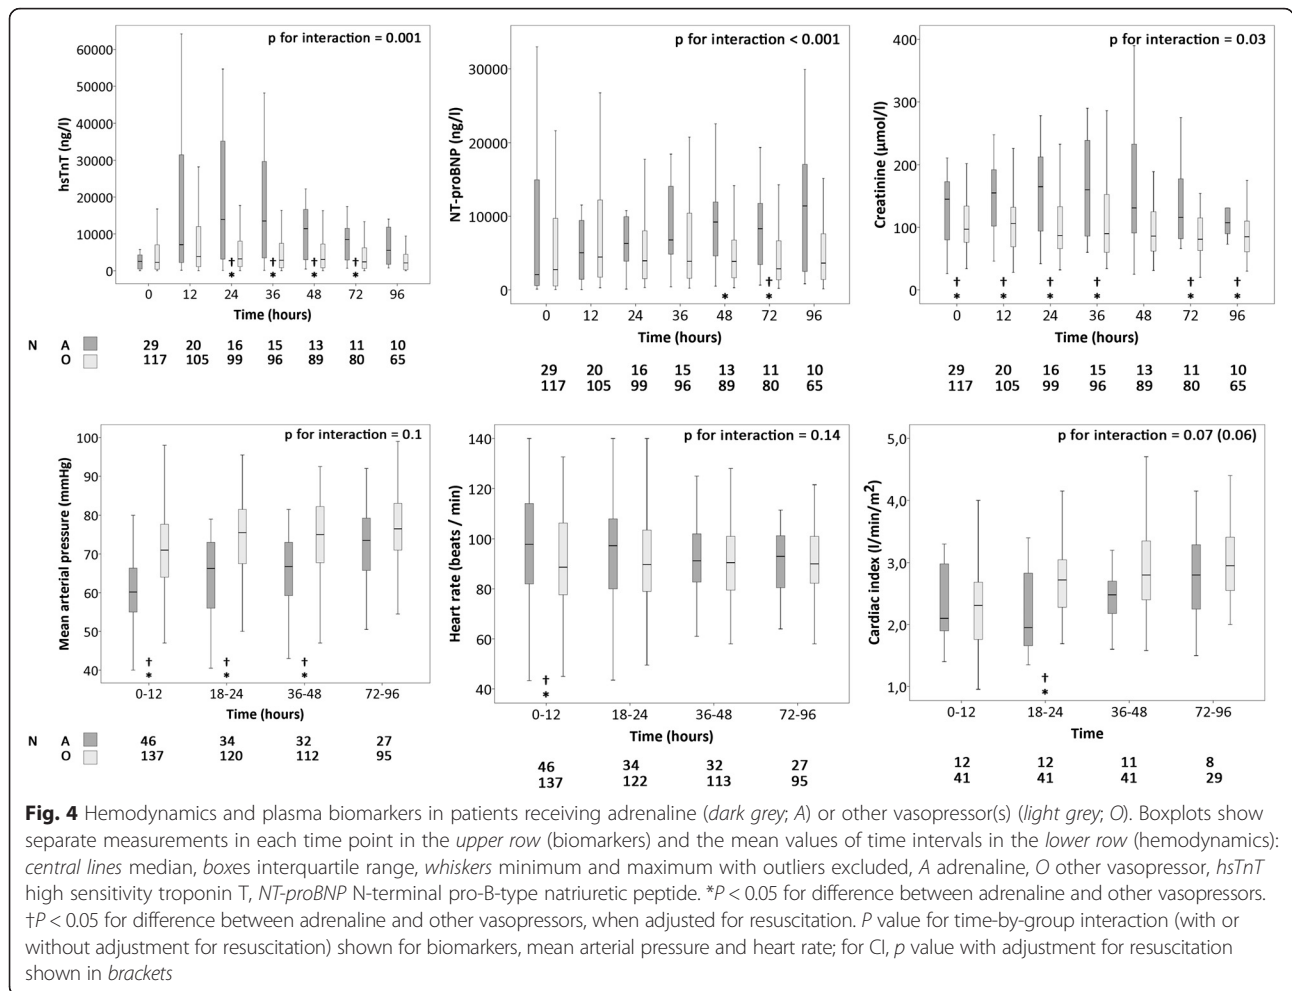 p for interaction = 0.001
hsTnT (ng/l)
60000
50000
40000
30000
20000
10000
0
0 12 24 36 48 72 96
† † † †
* * * *
Time (hours)
N A 29 20 16 15 13 11 10
O 117 105 99 96 89 80 65
p for interaction < 0.001
NT-proBNP (ng/l)
30000
20000
10000
0
†
* *
0 12 24 36 48 72 96
Time (hours)
29 20 16 15 13 11 10
117 105 99 96 89 80 65
p for interaction = 0.03
Creatinine (µmol/l)
400
300
200
100
0
† † † † † †
* * * * * *
0 12 24 36 48 72 96
Time (hours)
29 20 16 15 13 11 10
117 105 99 96 89 80 65
p for interaction = 0.1
Mean arterial pressure (mmHg)
100
90
80
70
60
50
40
† † †
* * *
0-12 18-24 36-48 72-96
Time (hours)
N A 46 34 32 27
O 137 120 112 95
p for interaction = 0.14
Heart rate (beats / min)
140
120
100
80
60
40
†
*
0-12 18-24 36-48 72-96
Time (hours)
46 34 32 27
137 122 113 95
p for interaction = 0.07 (0.06)
Cardiac index (l/min/m²)
5,0
4,0
3,0
2,0
1,0
†
*
0-12 18-24 36-48 72-96
Time
12 12 11 8
41 41 41 29
Fig. 4 Hemodynamics and plasma biomarkers in patients receiving adrenaline (dark grey; A) or other vasopressor(s) (light grey; O). Boxplots show
separate measurements in each time point in the upper row (biomarkers) and the mean values of time intervals in the lower row (hemodynamics):
central lines median, boxes interquartile range, whiskers minimum and maximum with outliers excluded, A adrenaline, O other vasopressor, hsTnT
high sensitivity troponin T, NT-proBNP N-terminal pro-B-type natriuretic peptide. *P < 0.05 for difference between adrenaline and other vasopressors.
†P < 0.05 for difference between adrenaline and other vasopressors, when adjusted for resuscitation. P value for time-by-group interaction (with or
without adjustment for resuscitation) shown for biomarkers, mean arterial pressure and heart rate; for CI, p value with adjustment for resuscitation
shown in brackets